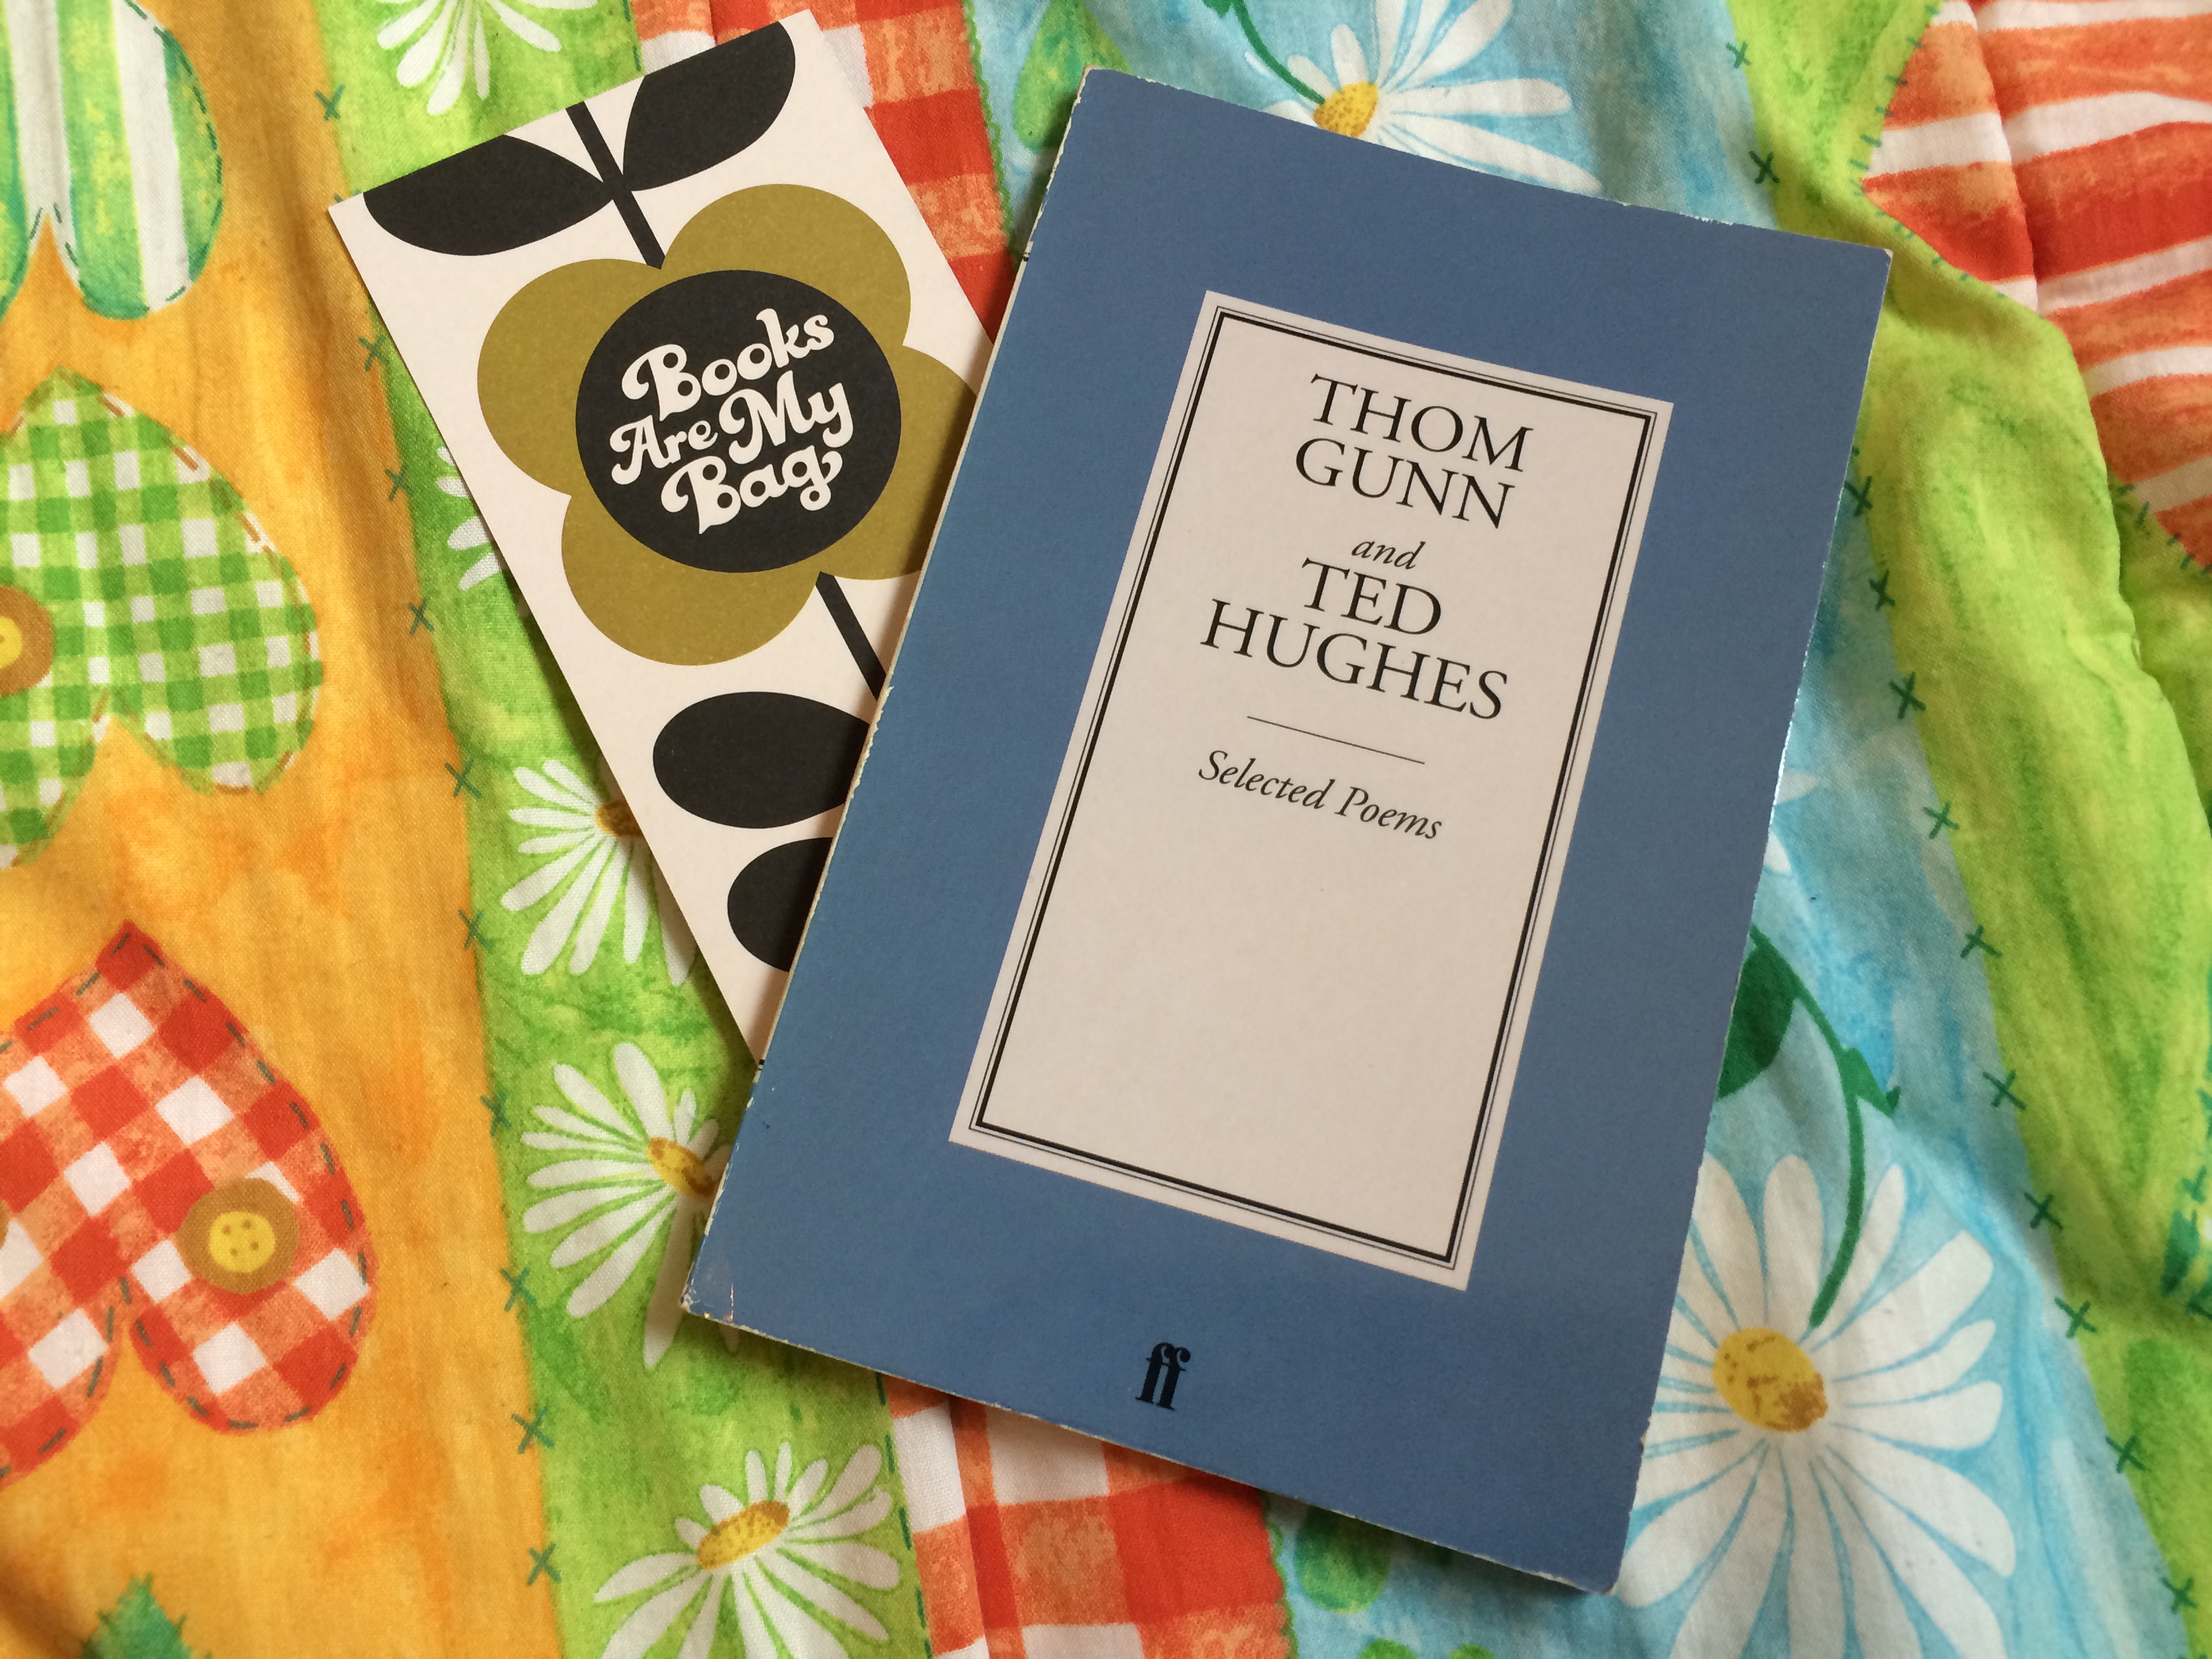 Books
Are My
Bag
THOM
GUNN
and
TED
HUGHES
Selected Poems
ff